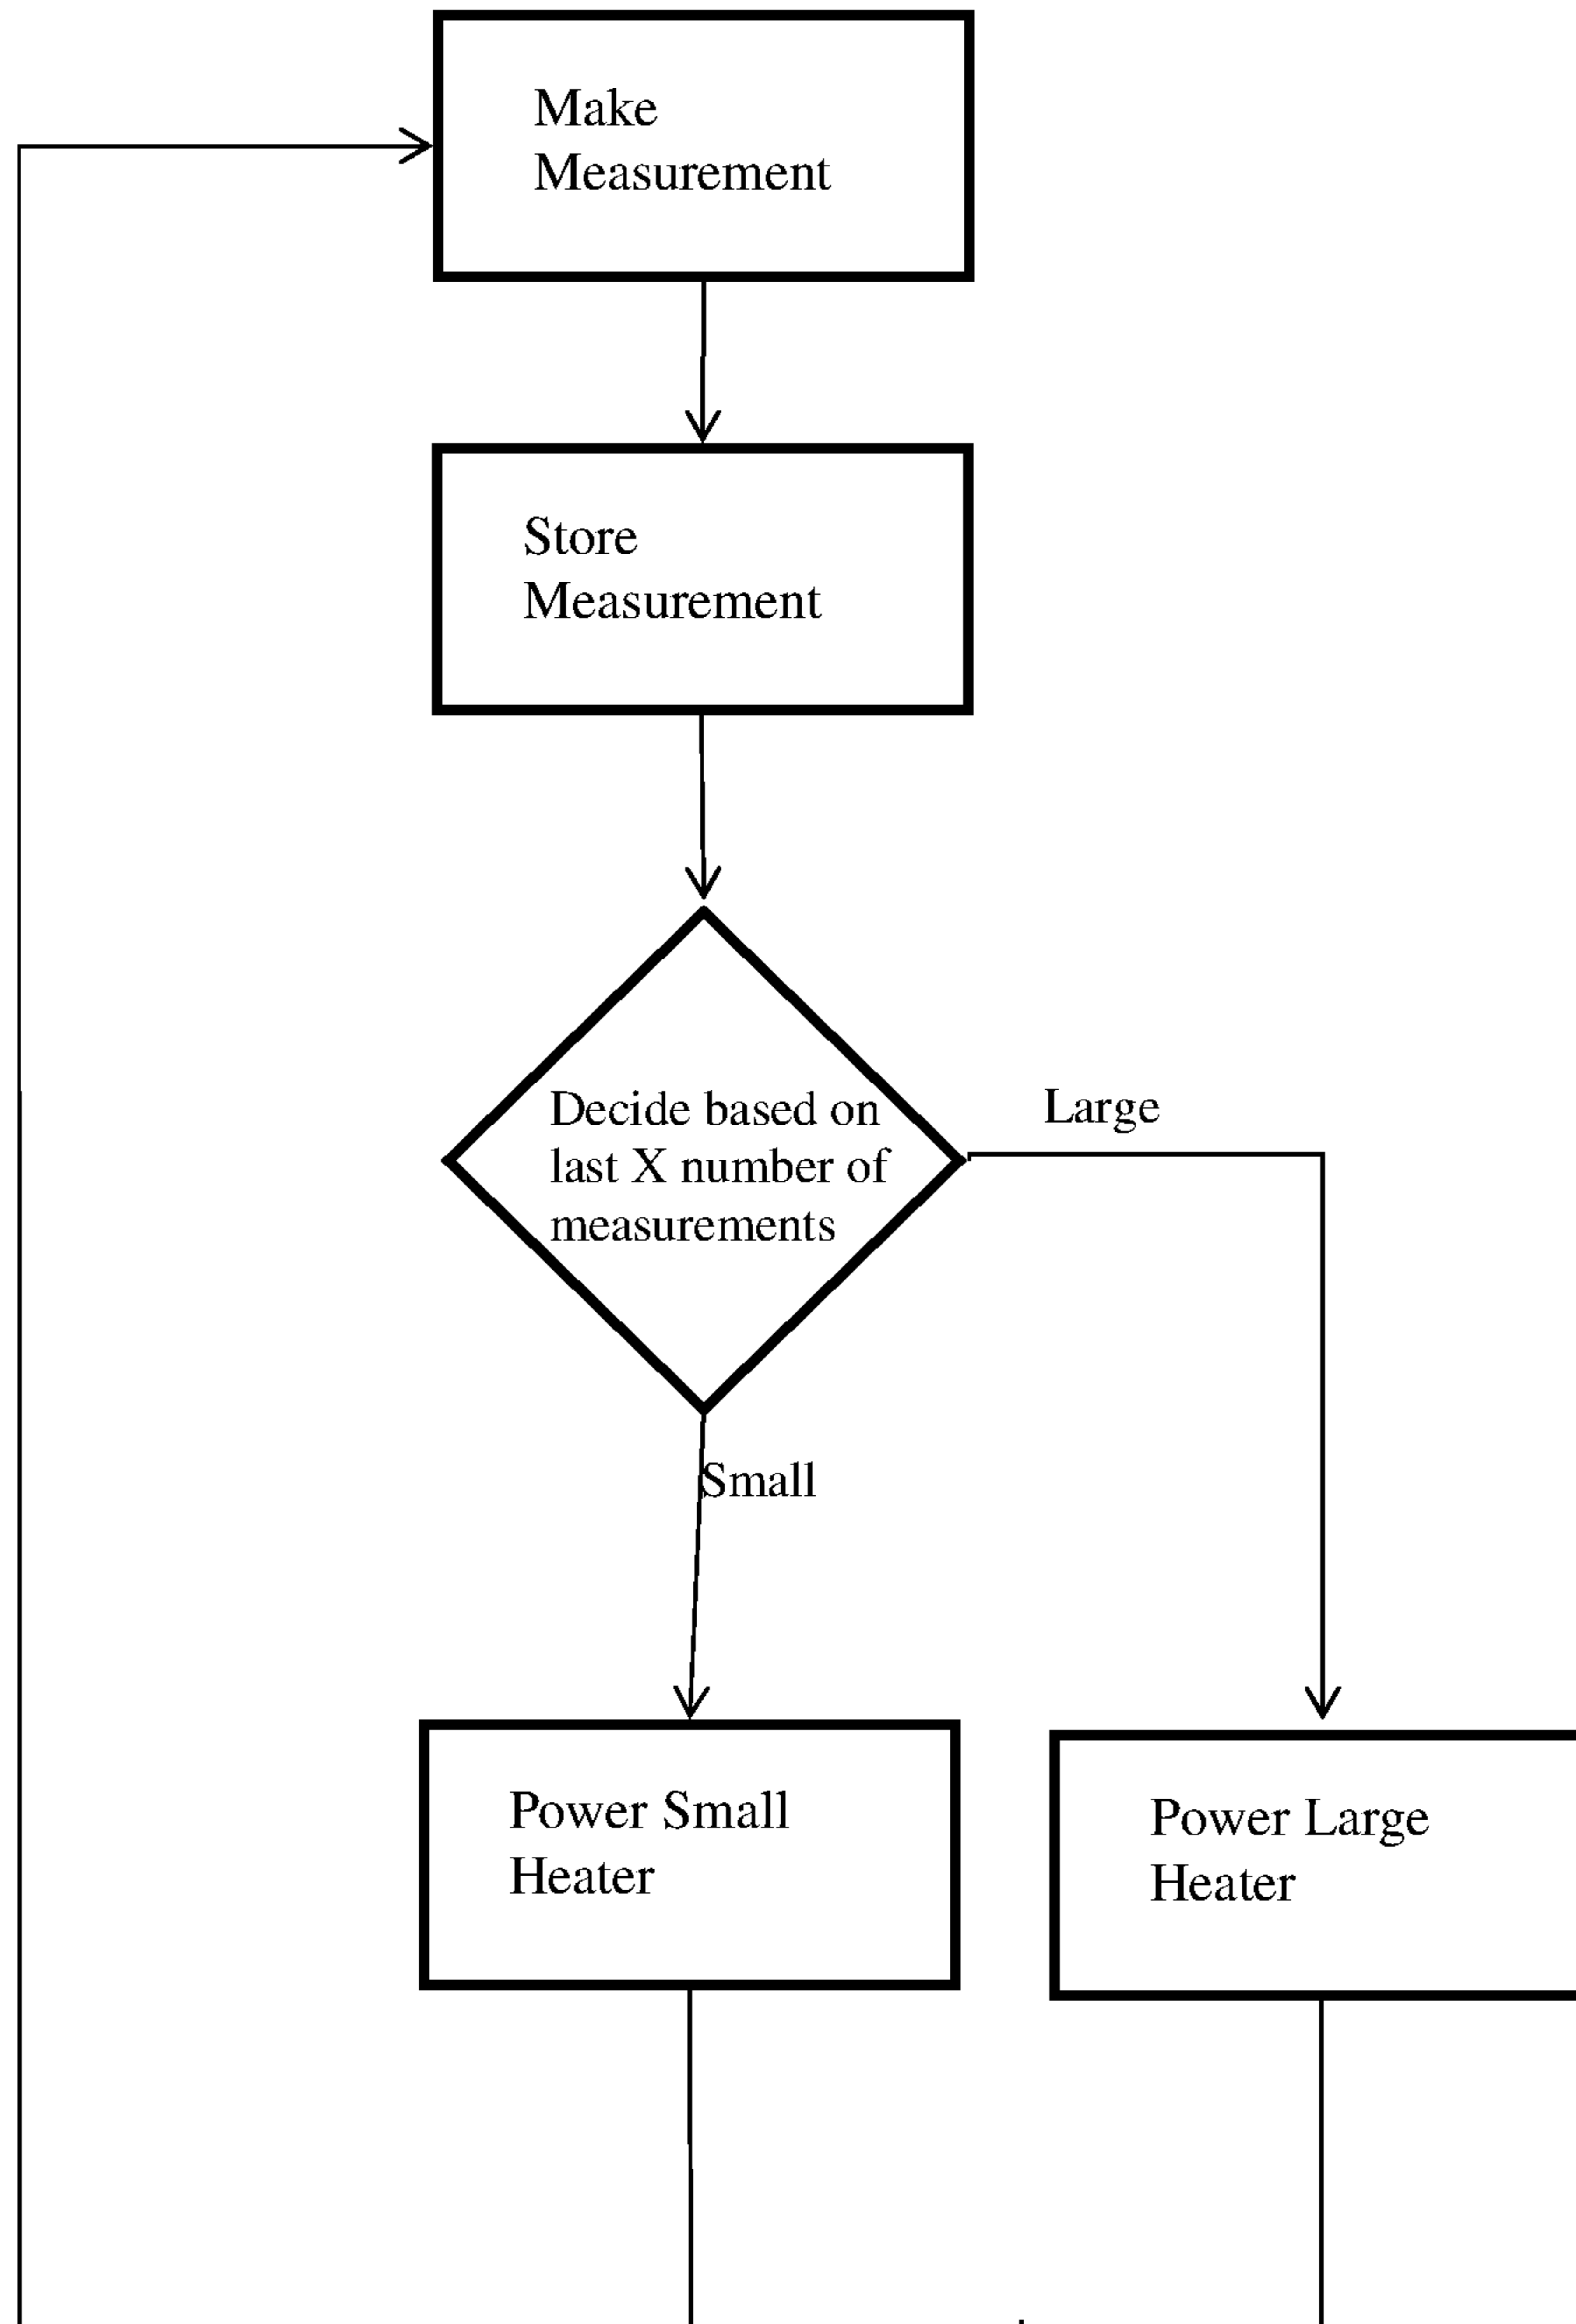 Make
Measurement
Store
Measurement
Decide based on
last X number of
measurements
Large
Small
Power Small
Heater
Power Large
Heater